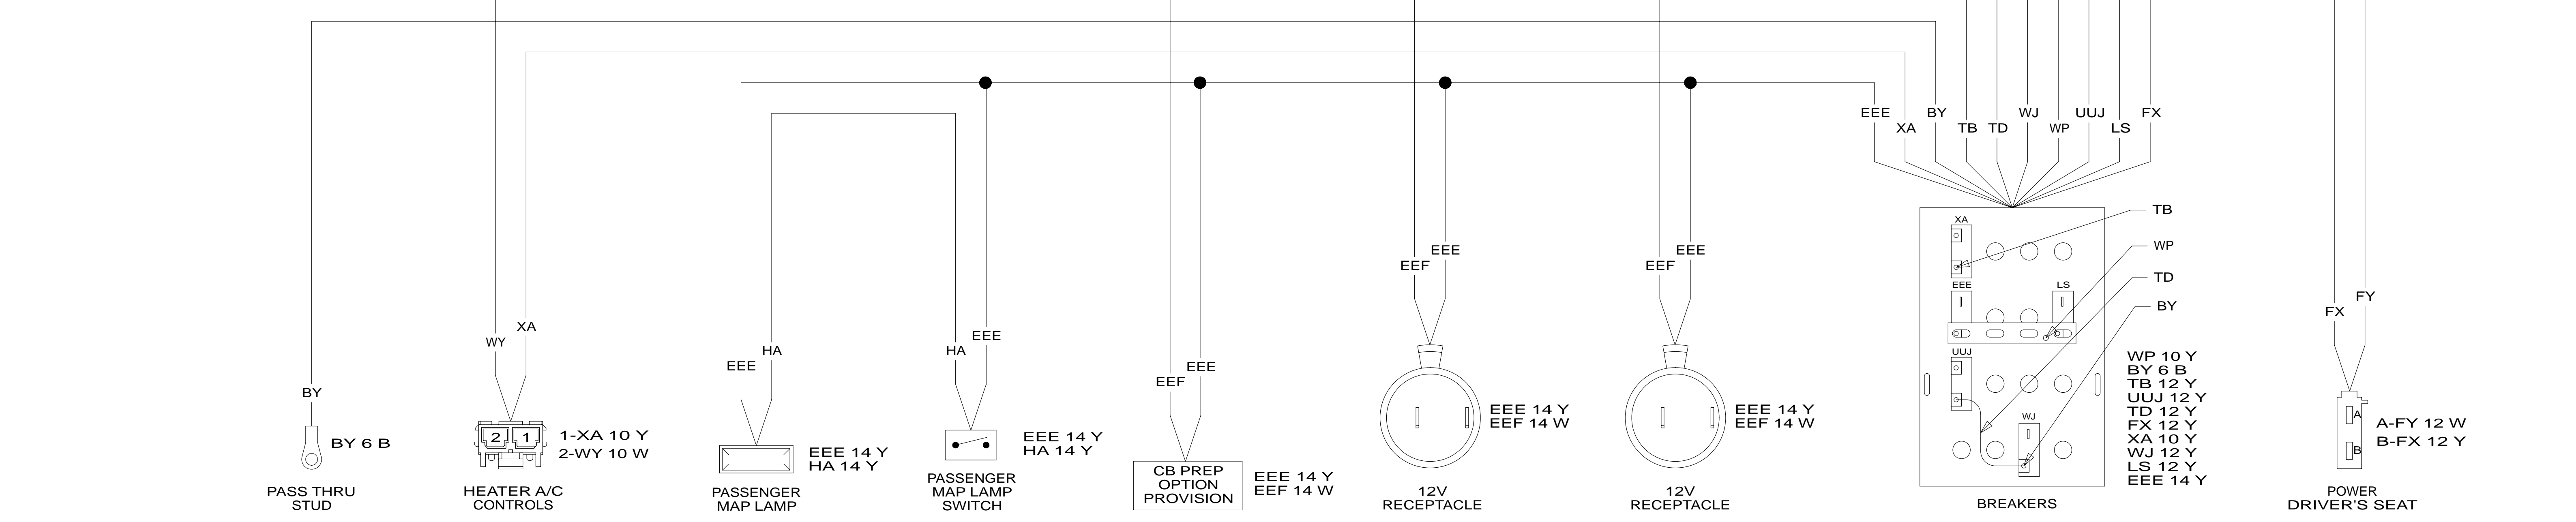 EEE
BY
WJ
UUJ
FX
XA
TB
TD
WP
LS
XA
TB
WP
TD
BY
EEE
LS
UUJ
WJ
WP 10 Y
BY 6 B
TB 12 Y
UUJ 12 Y
TD 12 Y
FX 12 Y
XA 10 Y
WJ 12 Y
LS 12 Y
EEE 14 Y
BREAKERS
BY
BY 6 B
PASS THRU
STUD
XA
WY
2
1
1-XA 10 Y
2-WY 10 W
HEATER A/C
CONTROLS
HA
EEE
EEE 14 Y
HA 14 Y
PASSENGER
MAP LAMP
EEE
HA
EEE 14 Y
HA 14 Y
PASSENGER
MAP LAMP
SWITCH
EEE
EEF
CB PREP
OPTION
PROVISION
EEE 14 Y
EEF 14 W
EEE
EEF
EEE 14 Y
EEF 14 W
12V
RECEPTACLE
EEE
EEF
EEE 14 Y
EEF 14 W
12V
RECEPTACLE
FY
FX
A
B
A-FY 12 W
B-FX 12 Y
POWER
DRIVER'S SEAT